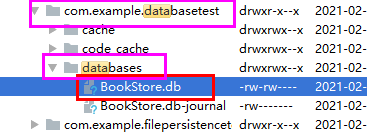 com.example.databasetest drwxr-x--x 2021-02-
cache drwxrwx--x 2021-02-
code_cache drwxrwx--x 2021-02-
databases drwxrwx--x 2021-02-
BookStore.db -rw-rw---- 2021-02-
BookStore.db-journal -rw------- 2021-02-
com.example.filepersistencet drwxr-x--x 2021-02-